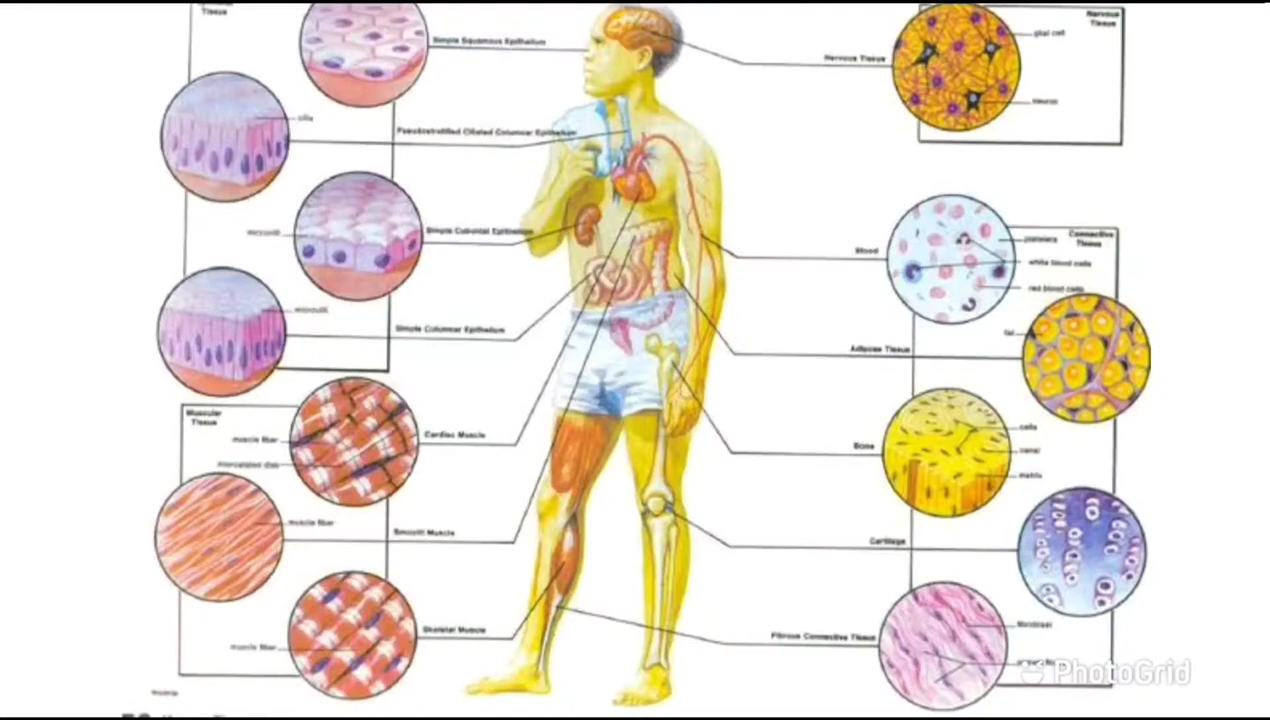 Tissue
Simple Squamous Epithelium
cilia
Pseudostratified Ciliated Columnar Epithelium
microvilli
Simple Cuboidal Epithelium
microvilli
Simple Columnar Epithelium
Muscular
Tissue
muscle fiber
intercalated disk
Cardiac Muscle
muscle fiber
Smooth Muscle
Skeletal Muscle
muscle fiber
Nervous
Tissue
glial cell
Nervous Tissue
neuron
Connective
Tissue
Blood
platelets
white blood cells
red blood cells
fat
Adipose Tissue
cells
Bone
canal
matrix
Cartilage
fibroblast
Fibrous Connective Tissue
PhotoGrid